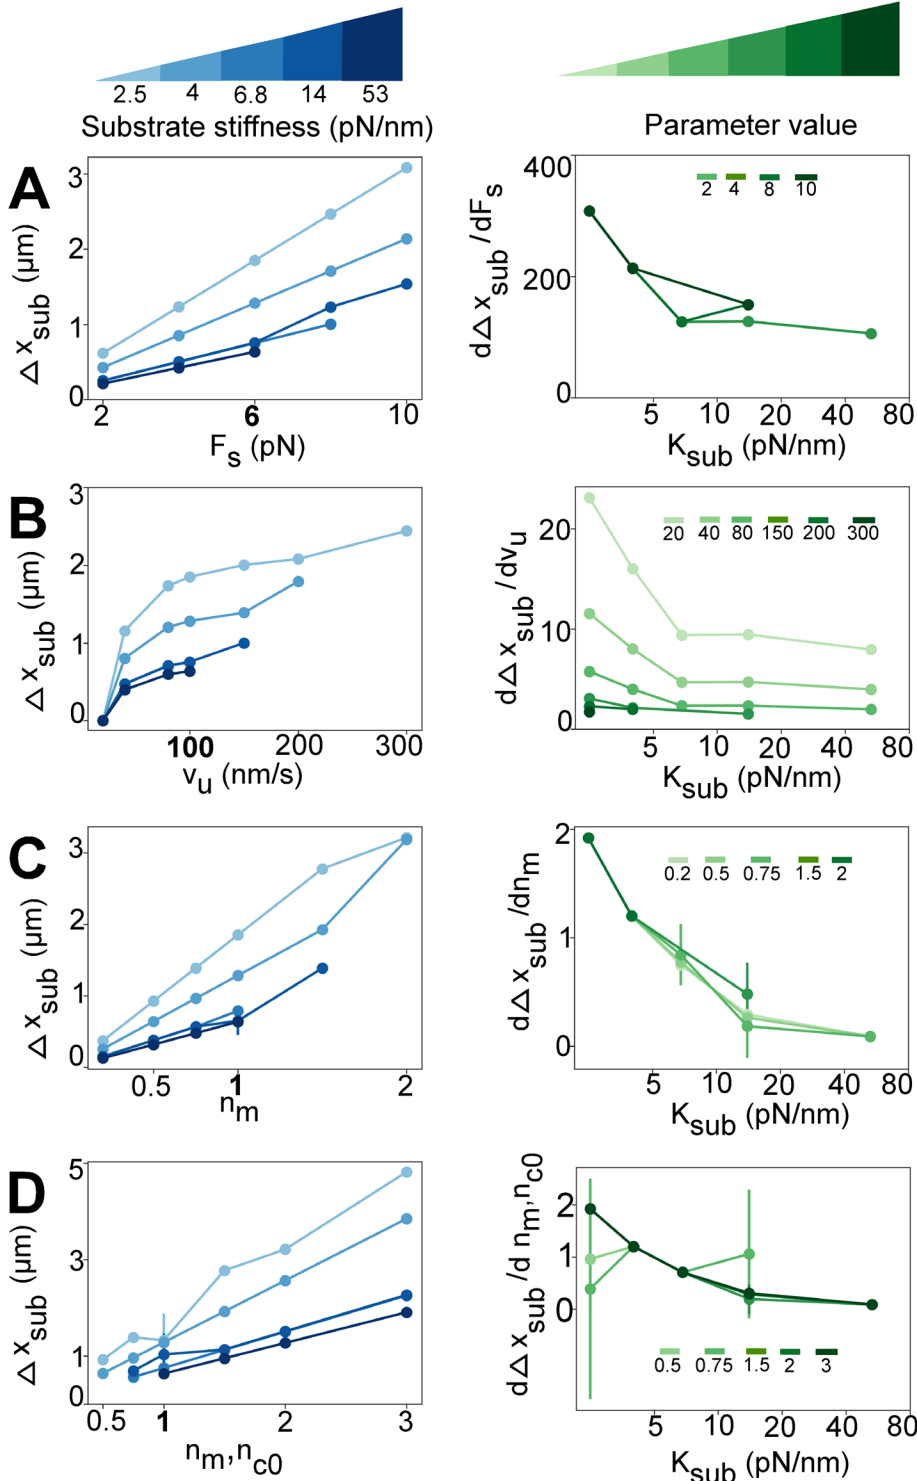 2.5 4 6.8 14 53
Substrate stiffness (pN/nm)
Parameter value
A
3
2
1
0
Δ x_sub (μm)
2 6 10
F_s (pN)
400
200
0
dΔ x_sub /dF_s
2 4 8 10
5 10 20 40 80
K_sub (pN/nm)
B
3
2
1
0
Δ x_sub (μm)
100 200 300
v_u (nm/s)
20
10
0
dΔ x_sub /dv_u
20 40 80 150 200 300
5 10 20 40 80
K_sub (pN/nm)
C
3
2
1
0
Δ x_sub (μm)
0.5 1 2
n_m
2
1
0
dΔ x_sub /dn_m
0.2 0.5 0.75 1.5 2
5 10 20 40 80
K_sub (pN/nm)
D
5
3
1
0
Δ x_sub (μm)
0.5 1 2 3
n_m,n_c0
2
1
0
dΔ x_sub /d n_m,n_c0
0.5 0.75 1.5 2 3
5 10 20 40 80
K_sub (pN/nm)